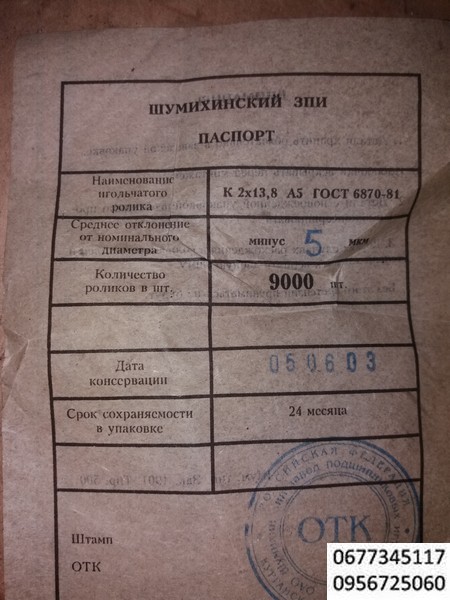 ШУМИХИНСКИЙ ЗПИ
ПАСПОРТ
Наименование
игольчатого
ролика
К 2х13,8 А5 ГОСТ 6870-81
Среднее отклонение
от номинального
диаметра
минус 5 мкм
Количество
роликов в шт.
9000 шт.
Дата
консервации
050603
Срок сохраняемости
в упаковке
24 месяца
РОССИЙСКАЯ ФЕДЕРАЦИЯ
ОТК
Штамп
ОТК
0677345117
0956725060